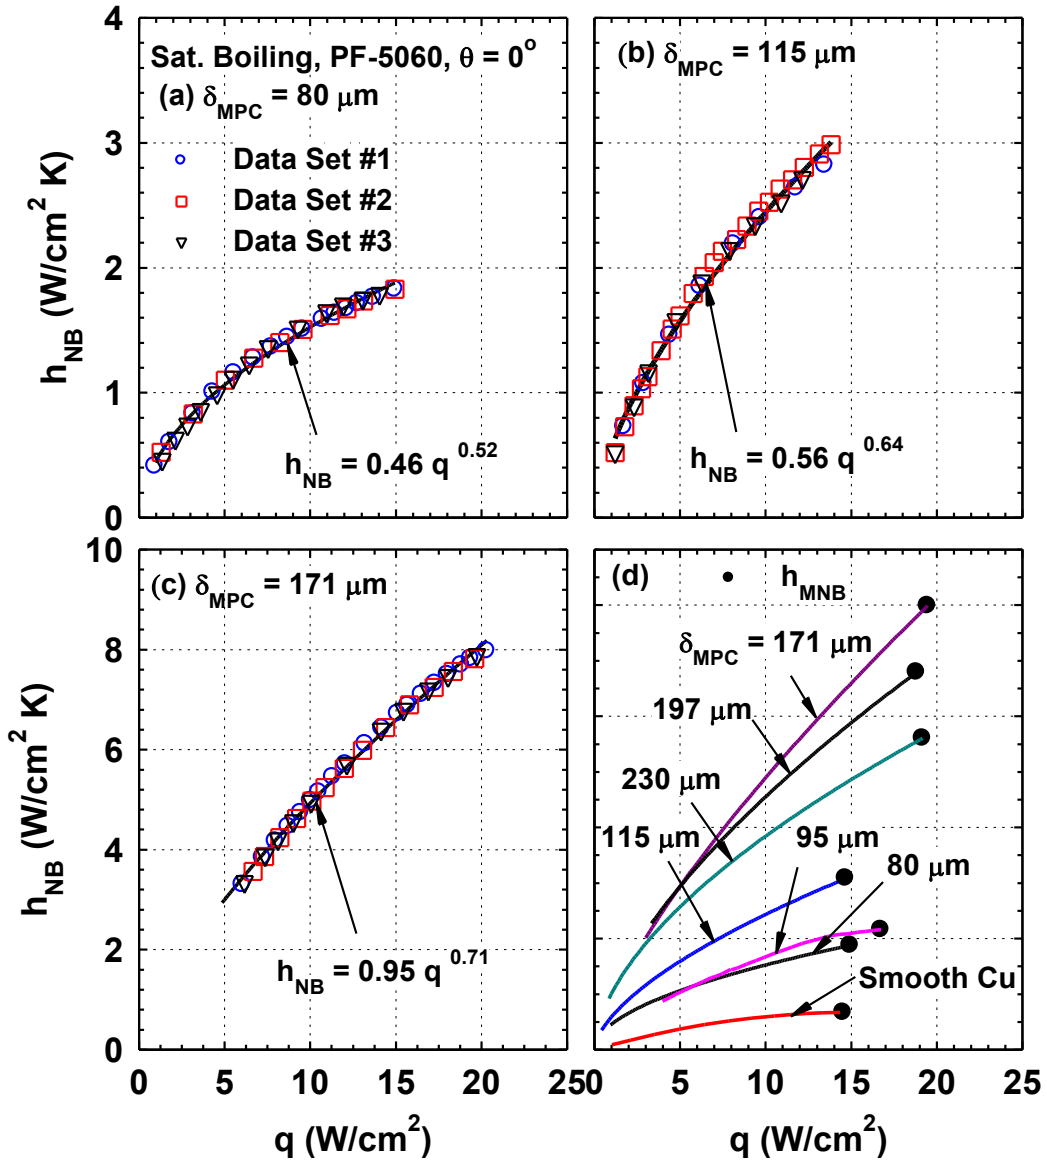 Sat. Boiling, PF-5060, θ = 0°
(a) δMPC = 80 μm
Data Set #1
Data Set #2
Data Set #3
hNB = 0.46 q 0.52
4
3
2
1
0
hNB (W/cm2 K)
(b) δMPC = 115 μm
hNB = 0.56 q 0.64
(c) δMPC = 171 μm
hNB = 0.95 q 0.71
10
8
6
4
2
0
hNB (W/cm2 K)
0 5 10 15 20 25
q (W/cm2)
(d) hMNB
δMPC = 171 μm
197 μm
230 μm
115 μm
95 μm
80 μm
Smooth Cu
5 10 15 20 25
q (W/cm2)